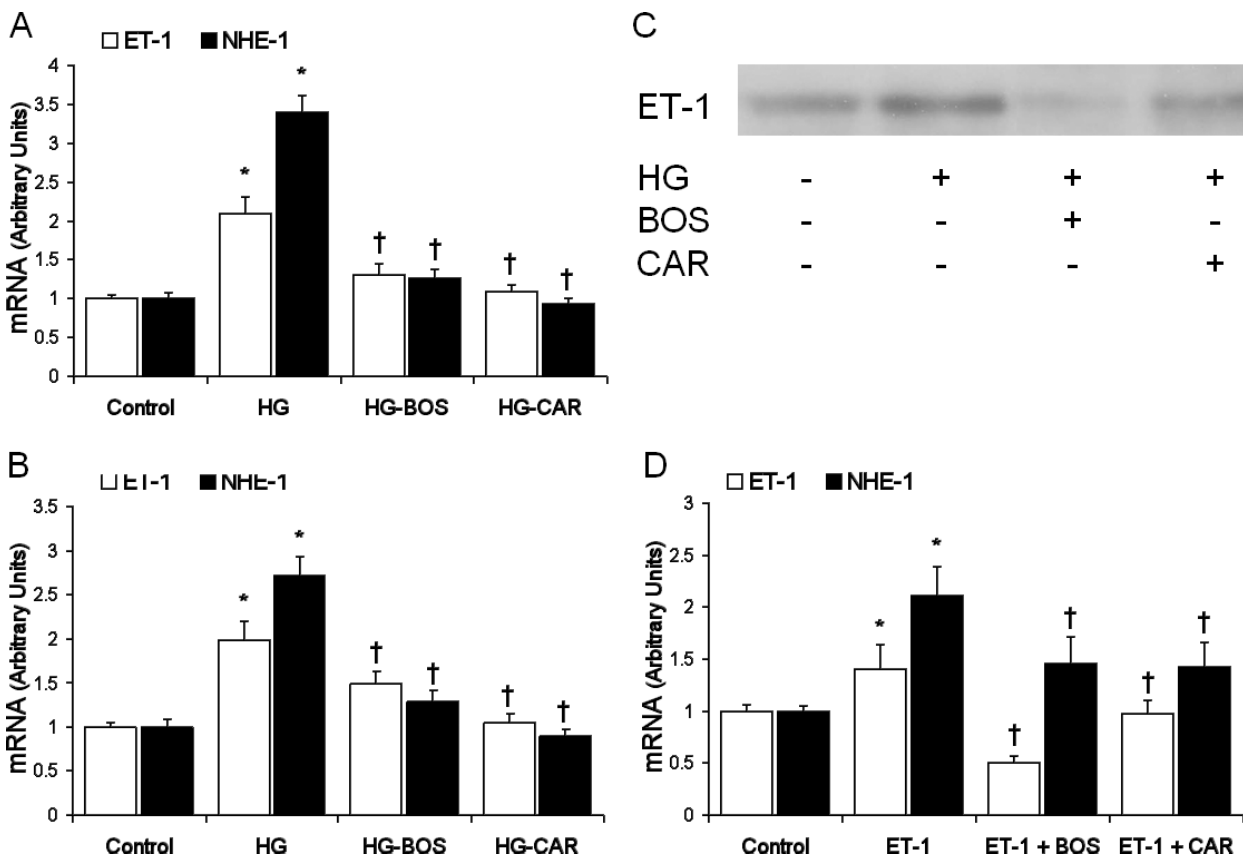 A
ET-1 NHE-1
mRNA (Arbitrary Units)
4
3.5
3
2.5
2
1.5
1
0.5
0
* *
† † † †
Control HG HG-BOS HG-CAR
C
ET-1
HG - + + +
BOS - - + -
CAR - - - +
B
ET-1 NHE-1
mRNA (Arbitrary Units)
3.5
3
2.5
2
1.5
1
0.5
0
* *
† † † †
Control HG HG-BOS HG-CAR
D
ET-1 NHE-1
mRNA (Arbitrary Units)
3
2.5
2
1.5
1
0.5
0
* *
† † † †
Control ET-1 ET-1 + BOS ET-1 + CAR